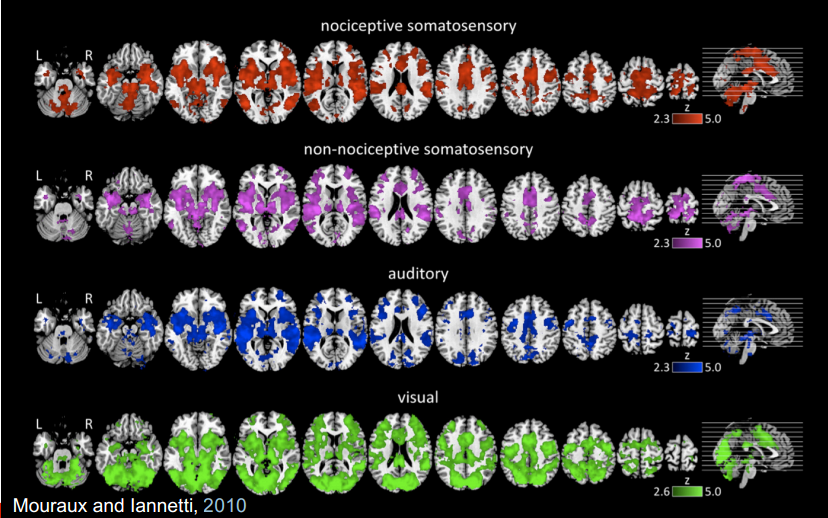 nociceptive somatosensory
L R
z
2.3 5.0
non-nociceptive somatosensory
L R
z
2.3 5.0
auditory
L R
z
2.3 5.0
visual
L R
z
2.6 5.0
Mouraux and Iannetti, 2010